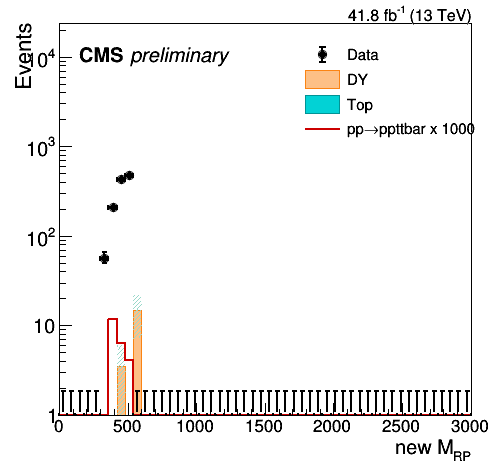 41.8 fb⁻¹ (13 TeV)
Events
CMS preliminary
Data
DY
Top
pp→ppttbar x 1000
10⁴
10³
10²
10
1
0 500 1000 1500 2000 2500 3000
new M_RP